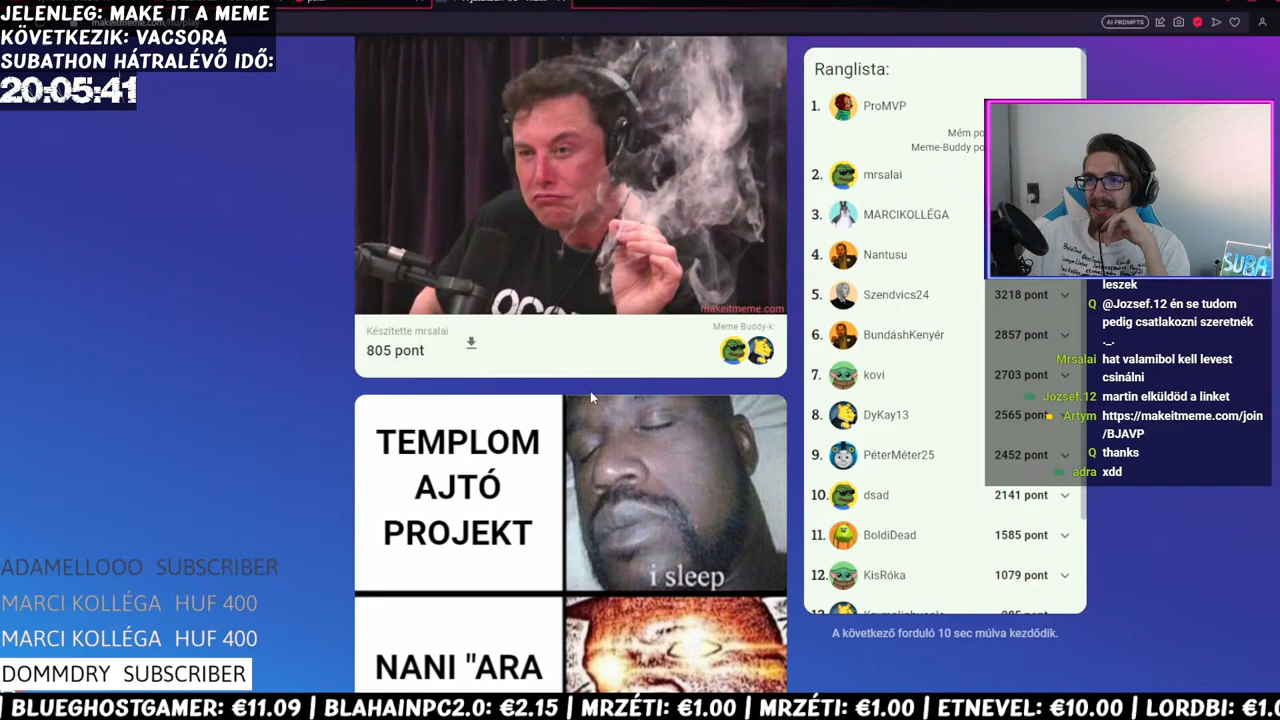 JELENLEG: MAKE IT A MEME
KÖVETKEZIK: VACSORA
SUBATHON HÁTRALÉVŐ IDŐ:
20:05:41
AI PROMPTS
makeitmeme.com
Készítette mrsalai
805 pont
Meme Buddy-k:
TEMPLOM
AJTÓ
PROJEKT
i sleep
NANI "ARA
Ranglista:
1. ProMVP
Mém po
Meme-Buddy po
2. mrsalai
3. MARCIKOLLÉGA
4. Nantusu
5. Szendvics24 3218 pont
6. BundáshKenyér 2857 pont
7. kovi 2703 pont
8. DyKay13 2565 pont
9. PéterMéter25 2452 pont
10. dsad 2141 pont
11. BoldiDead 1585 pont
12. KisRóka 1079 pont
A következő forduló 10 sec múlva kezdődik.
SUBA
leszek
Q @Jozsef.12 én se tudom
pedig csatlakozni szeretnék
._.
Mrsalai hat valamibol kell levest
csinálni
Jozsef.12 martin elküldöd a linket
Artym https://makeitmeme.com/join
/BJAVP
Q thanks
adra xdd
ADAMELLOOO SUBSCRIBER
MARCI KOLLÉGA HUF 400
MARCI KOLLÉGA HUF 400
DOMMDRY SUBSCRIBER
| BLUEGHOSTGAMER: €11.09 | BLAHAINPC2.0: €2.15 | MRZÉTI: €1.00 | MRZÉTI: €1.00 | ETNEVEL: €10.00 | LORDBI: €1.0